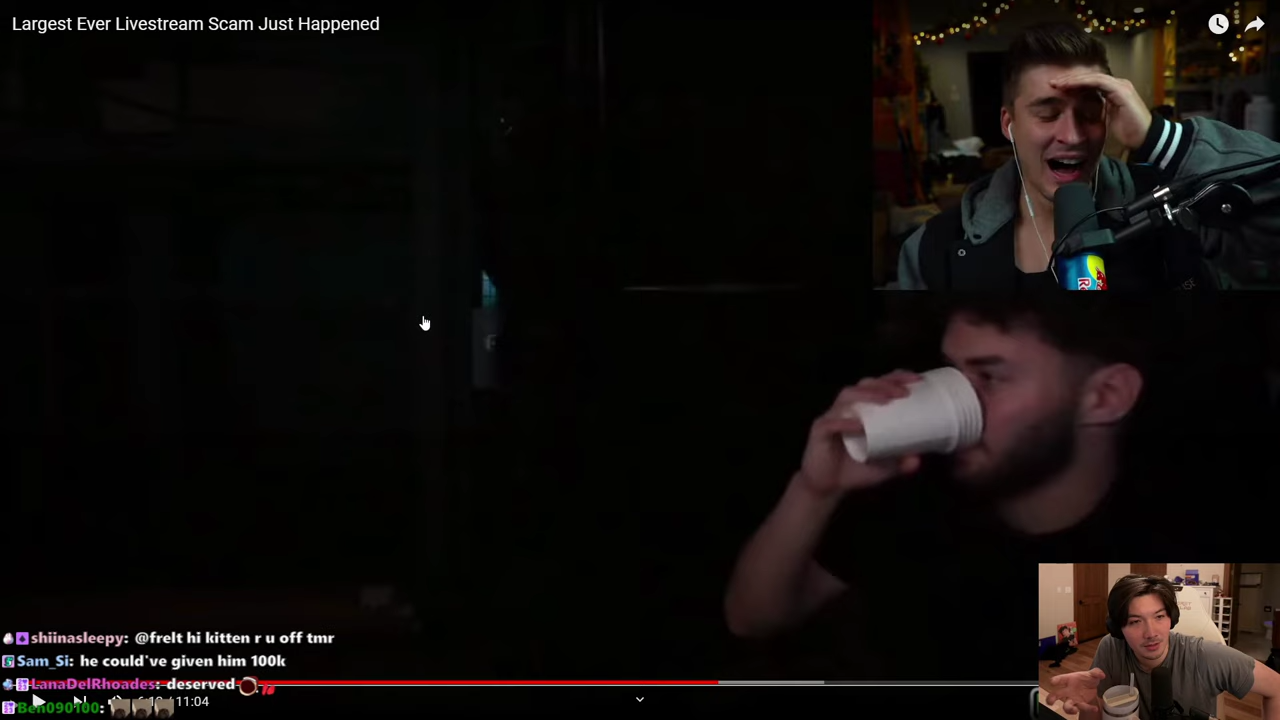 Largest Ever Livestream Scam Just Happened
F
shiinasleepy: @frelt hi kitten r u off tmr
Sam_Si: he could've given him 100k
LanaDelRhoades: deserved
/ 11:04
Ben090100: